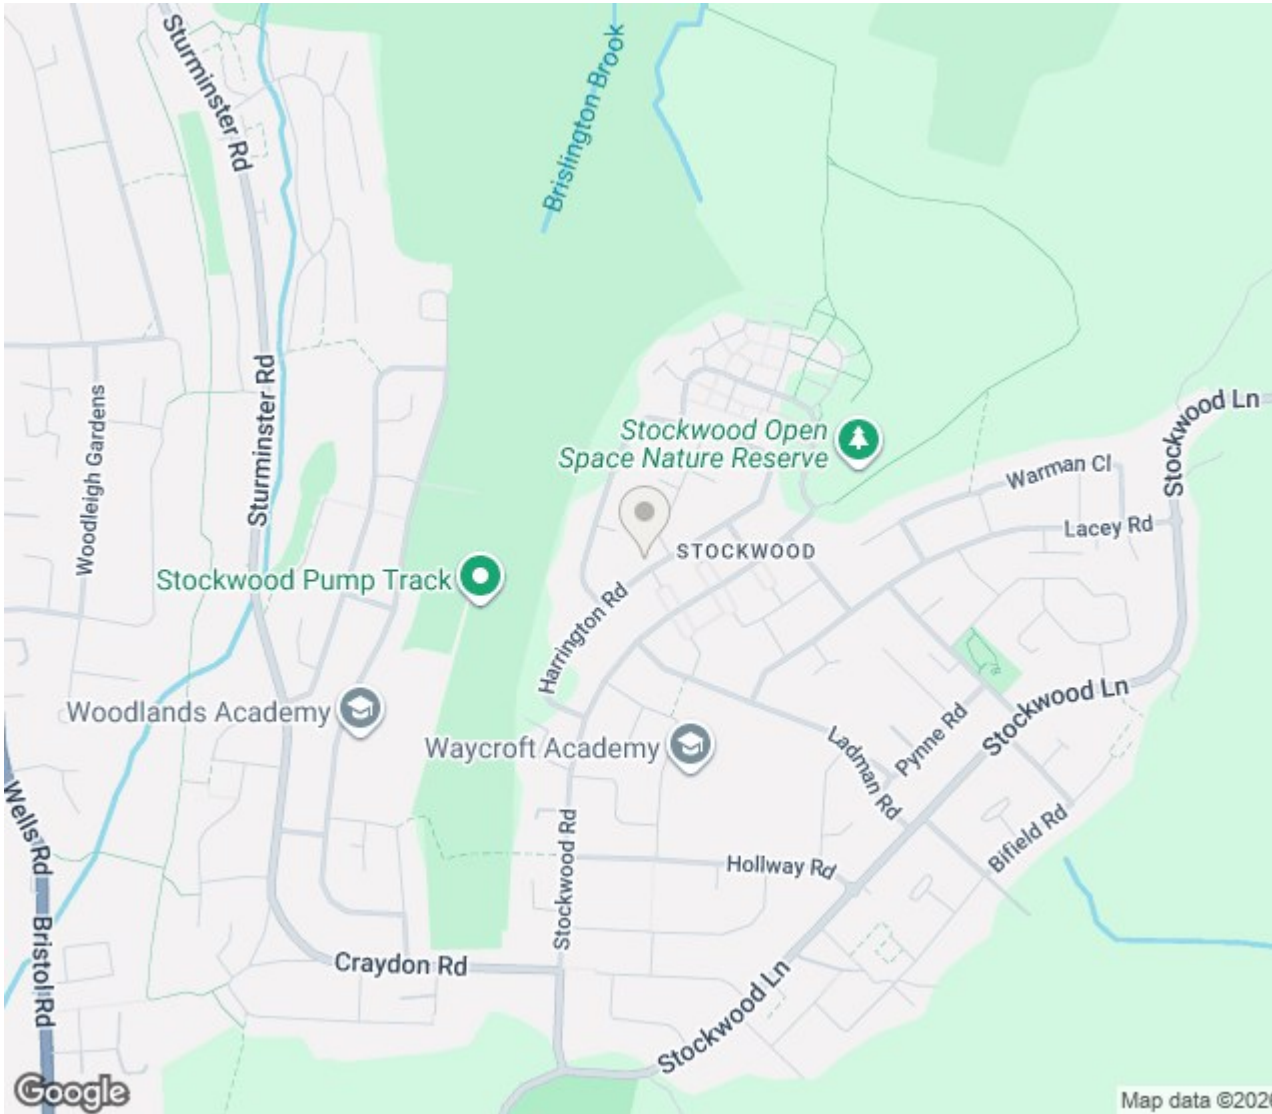 Sturminster Rd
Brislington Brook
Sturminster Rd
Woodleigh Gardens
Stockwood Ln
Stockwood Open
Space Nature Reserve
Warman Cl
Stockwood Ln
Lacey Rd
STOCKWOOD
Stockwood Pump Track
Harrington Rd
Woodlands Academy
Waycroft Academy
Stockwood Ln
Ladman Rd
Pynne Rd
Wells Rd
Stockwood Rd
Hollway Rd
Bifield Rd
Bristol Rd
Craydon Rd
Stockwood Ln
Google
Map data ©202